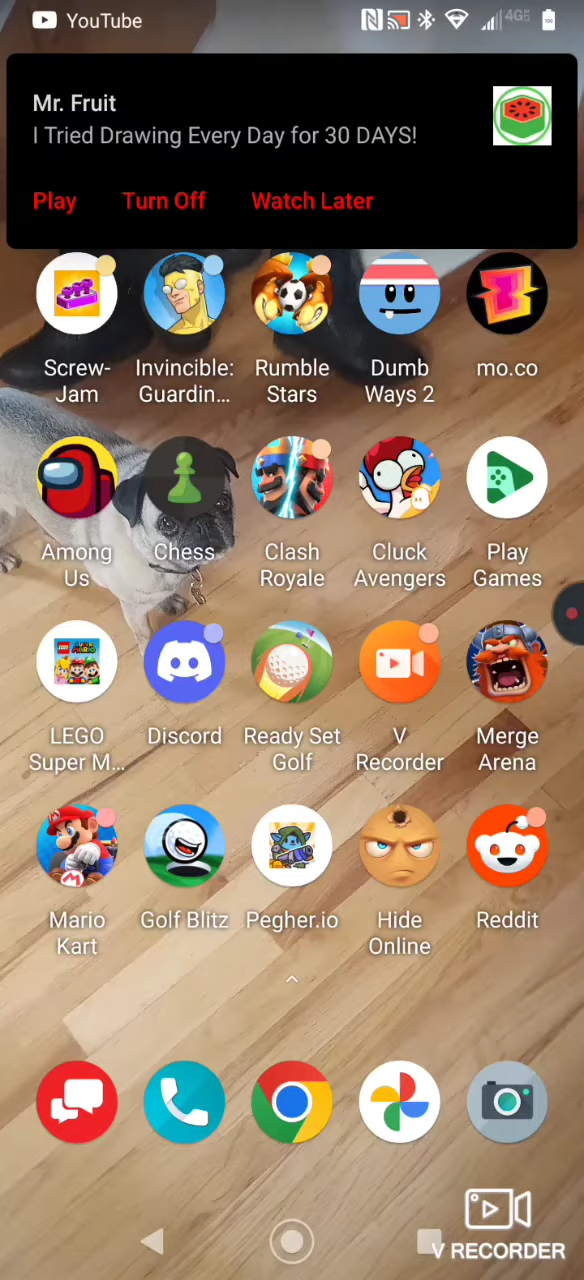 YouTube
4G
Mr. Fruit
I Tried Drawing Every Day for 30 DAYS!
Play Turn Off Watch Later
Screw-
Jam
Invincible:
Guardin...
Rumble
Stars
Dumb
Ways 2
mo.co
Among
Us
Chess
Clash
Royale
Cluck
Avengers
Play
Games
LEGO
Super M...
Discord
Ready Set
Golf
V
Recorder
Merge
Arena
Mario
Kart
Golf Blitz
Pegher.io
Hide
Online
Reddit
V RECORDER